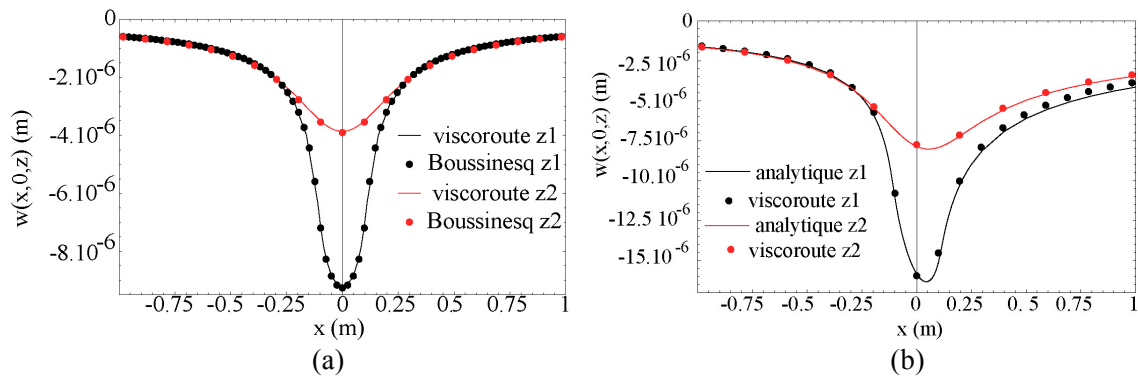 0
-2.10⁻⁶
-4.10⁻⁶
-6.10⁻⁶
-8.10⁻⁶
w(x,0,z) (m)
viscoroute z1
Boussinesq z1
viscoroute z2
Boussinesq z2
-0.75 -0.5 -0.25 0 0.25 0.5 0.75 1
x (m)
(a)
0
-2.5 10⁻⁶
-5.10⁻⁶
-7.5 10⁻⁶
-10.10⁻⁶
-12.5 10⁻⁶
-15.10⁻⁶
w(x,0,z) (m)
analytique z1
viscoroute z1
analytique z2
viscoroute z2
-0.75 -0.5 -0.25 0 0.25 0.5 0.75 1
x (m)
(b)